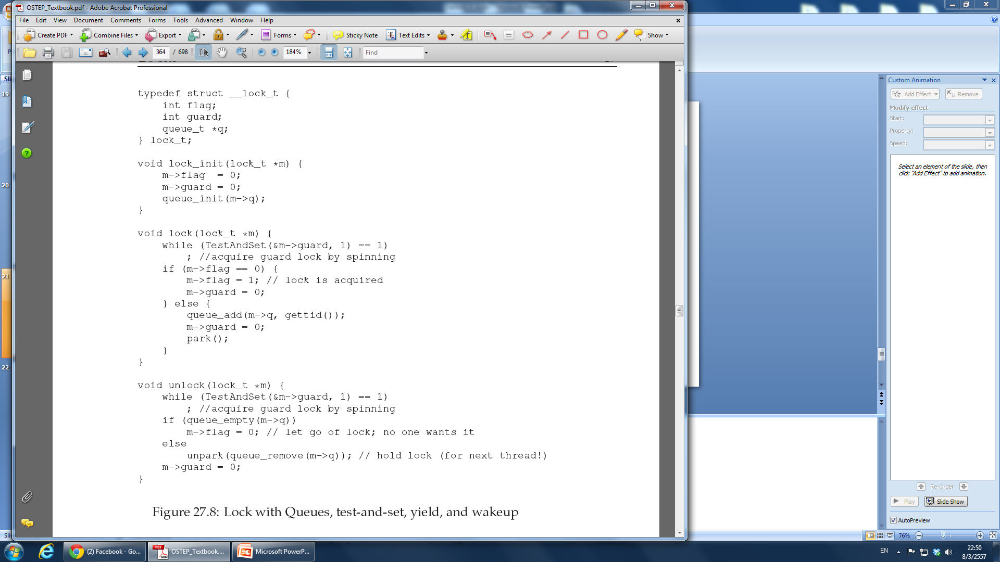 OSTEP_Textbook.pdf - Adobe Acrobat Professional
File Edit View Document Comments Forms Tools Advanced Window Help
Create PDF Combine Files Export Forms Sticky Note Text Edits Show
364 / 698 184% Find
typedef struct __lock_t {
int flag;
int guard;
queue_t *q;
} lock_t;
void lock_init(lock_t *m) {
m->flag = 0;
m->guard = 0;
queue_init(m->q);
}
void lock(lock_t *m) {
while (TestAndSet(&m->guard, 1) == 1)
; //acquire guard lock by spinning
if (m->flag == 0) {
m->flag = 1; // lock is acquired
m->guard = 0;
} else {
queue_add(m->q, gettid());
m->guard = 0;
park();
}
}
void unlock(lock_t *m) {
while (TestAndSet(&m->guard, 1) == 1)
; //acquire guard lock by spinning
if (queue_empty(m->q))
m->flag = 0; // let go of lock; no one wants it
else
unpark(queue_remove(m->q)); // hold lock (for next thread!)
m->guard = 0;
}
Figure 27.8: Lock with Queues, test-and-set, yield, and wakeup
Sli
19
20
21
22
Sli
Custom Animation
Add Effect Remove
Modify effect
Start:
Property:
Speed:
Select an element of the slide, then
click "Add Effect" to add animation.
Re-Order
Play Slide Show
AutoPreview
76%
(2) Facebook - Go...
OSTEP_Textbook....
Microsoft PowerP...
EN
22:50
8/3/2557